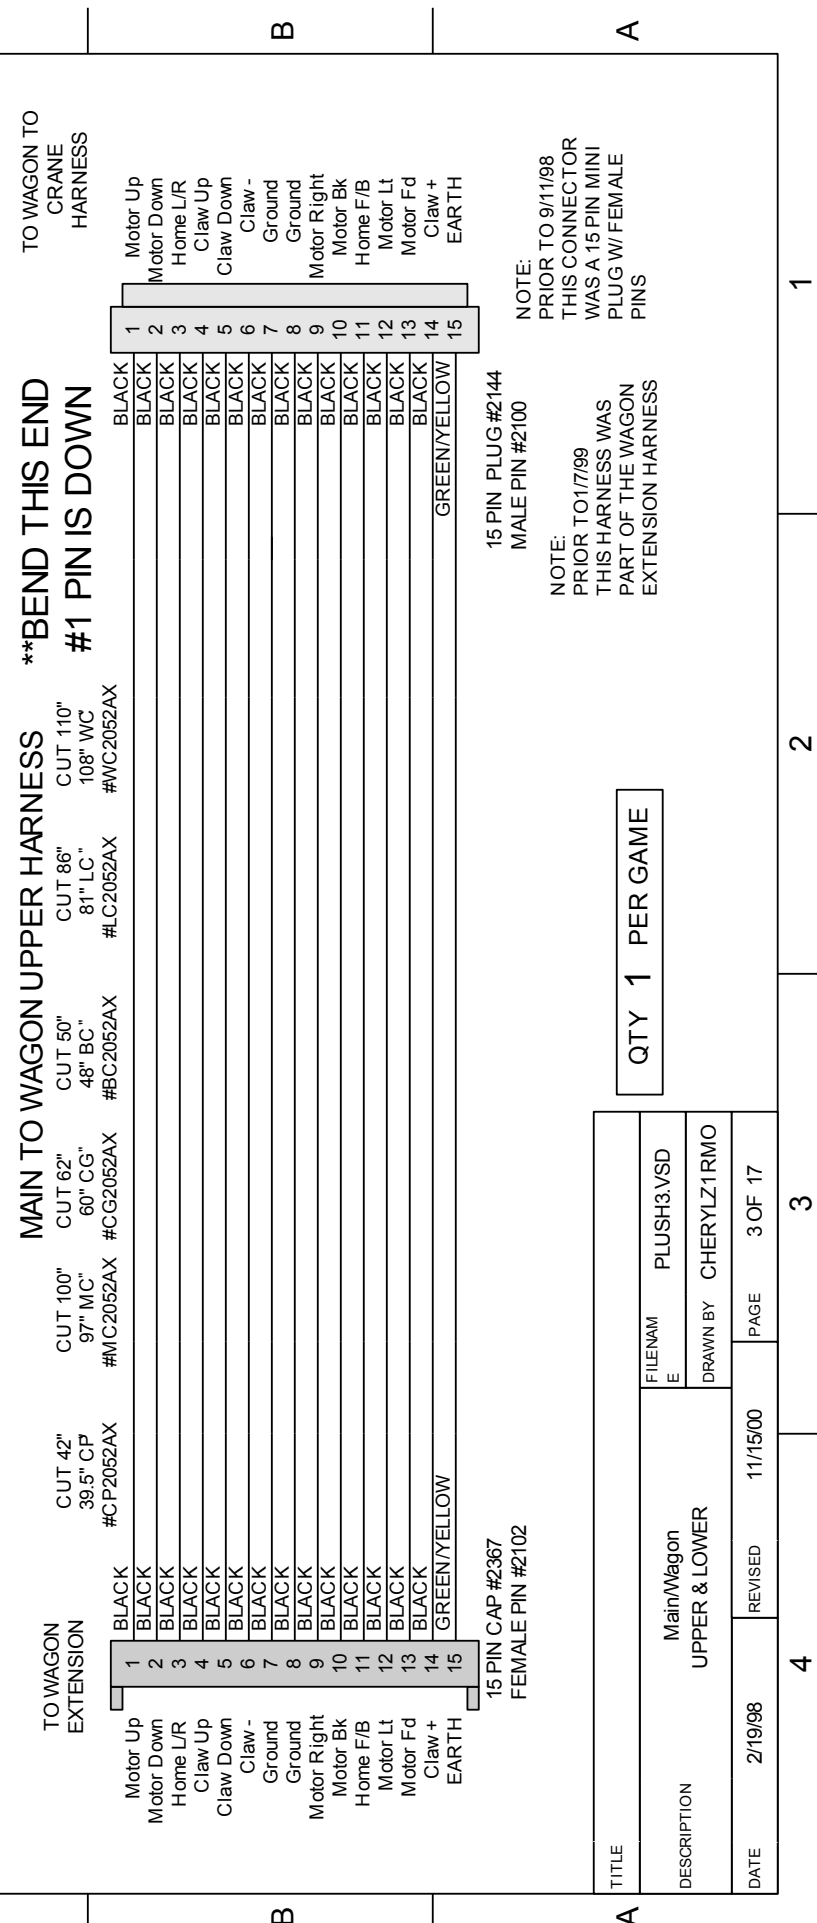 MAIN TO WAGON UPPER HARNESS
**BEND THIS END
#1 PIN IS DOWN
TO WAGON
EXTENSION
CUT 42"
39.5" CP"
#CP2052AX
CUT 100"
97" MC"
#MC2052AX
CUT 62"
60" CG"
#CG2052AX
CUT 50"
48" BC"
#BC2052AX
CUT 86"
81" LC"
#LC2052AX
CUT 110"
108" WC"
#WC2052AX
TO WAGON TO
CRANE
HARNESS
Motor Up 1 BLACK BLACK 1 Motor Up
Motor Down 2 BLACK BLACK 2 Motor Down
Home L/R 3 BLACK BLACK 3 Home L/R
Claw Up 4 BLACK BLACK 4 Claw Up
Claw Down 5 BLACK BLACK 5 Claw Down
Claw - 6 BLACK BLACK 6 Claw -
Ground 7 BLACK BLACK 7 Ground
Ground 8 BLACK BLACK 8 Ground
Motor Right 9 BLACK BLACK 9 Motor Right
Motor Bk 10 BLACK BLACK 10 Motor Bk
Home F/B 11 BLACK BLACK 11 Home F/B
Motor Lt 12 BLACK BLACK 12 Motor Lt
Motor Fd 13 BLACK BLACK 13 Motor Fd
Claw + 14 BLACK BLACK 14 Claw +
EARTH 15 GREEN/YELLOW GREEN/YELLOW 15 EARTH
15 PIN CAP #2367
FEMALE PIN #2102
15 PIN PLUG #2144
MALE PIN #2100
NOTE:
PRIOR TO 9/11/98
THIS CONNECTOR
WAS A 15 PIN MINI
PLUG W/ FEMALE
PINS
NOTE:
PRIOR TO1/7/99
THIS HARNESS WAS
PART OF THE WAGON
EXTENSION HARNESS
QTY 1 PER GAME
TITLE
DESCRIPTION
Main/Wagon
UPPER & LOWER
FILENAM
E
PLUSH3.VSD
DRAWN BY CHERYLZ1RMO
DATE 2/19/98 REVISED 11/15/00 PAGE 3 OF 17
B
A
B
A
4
3
2
1